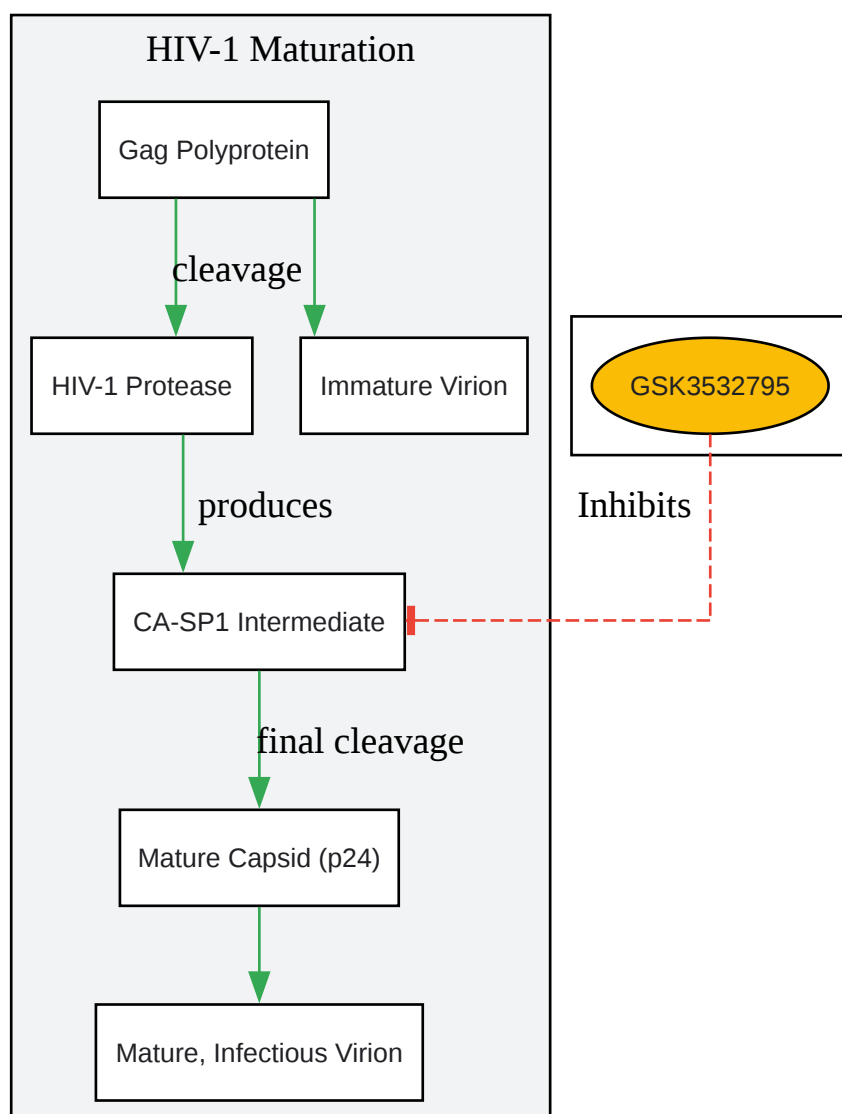 HIV-1 Maturation
Gag Polyprotein
cleavage
HIV-1 Protease
Immature Virion
GSK3532795
produces
Inhibits
CA-SP1 Intermediate
final cleavage
Mature Capsid (p24)
Mature, Infectious Virion